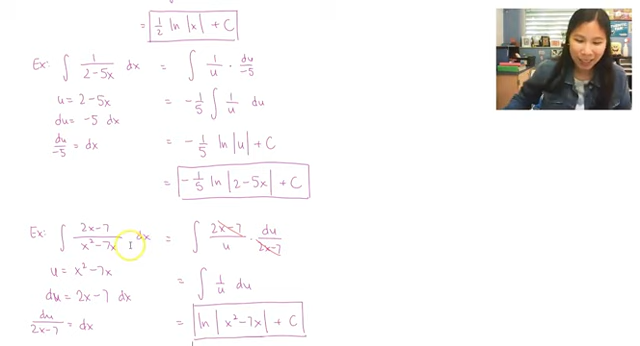 = 1/2 ln |x| + C
Ex: ∫ 1/(2-5x) dx = ∫ 1/u · du/-5
u = 2-5x = -1/5 ∫ 1/u du
du = -5 dx
du/-5 = dx = -1/5 ln|u| + C
= -1/5 ln|2-5x| + C
Ex: ∫ (2x-7)/(x²-7x) dx = ∫ (2x-7)/u · du/(2x-7)
u = x²-7x = ∫ 1/u du
du = 2x-7 dx
du/(2x-7) = dx = ln|x²-7x| + C